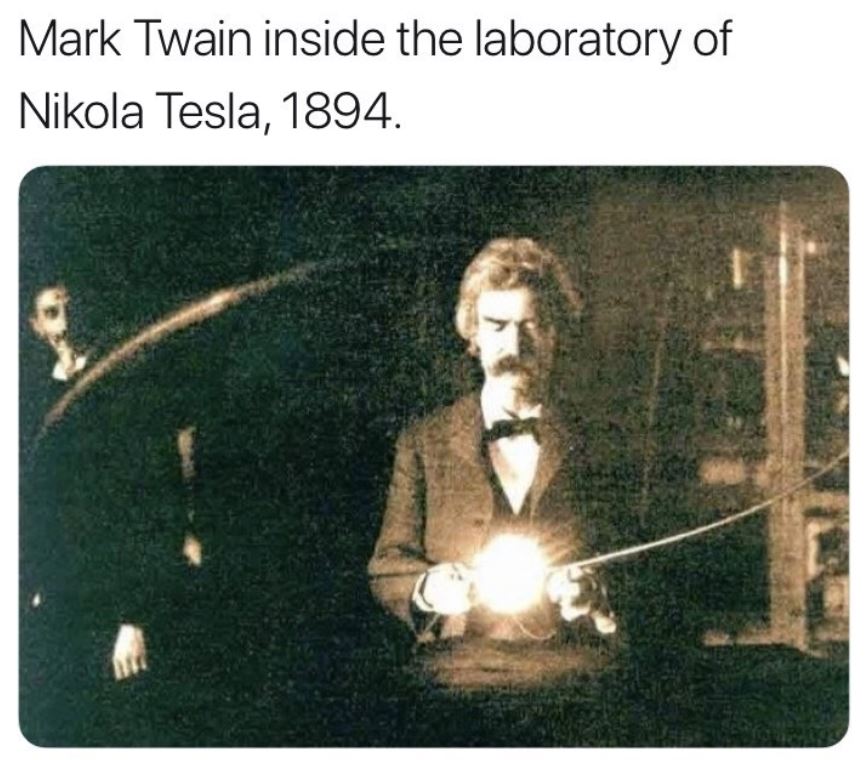 Mark Twain inside the laboratory of
Nikola Tesla, 1894.